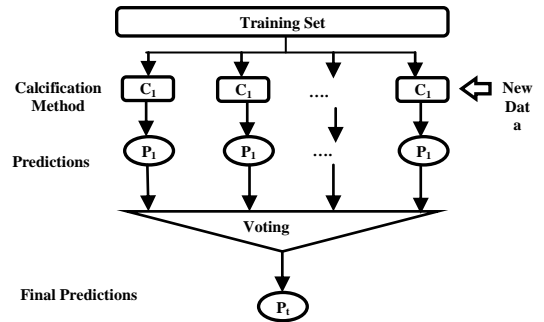 Training Set
Calcification
Method
C1
C1
....
C1
New
Dat
a
Predictions
P1
P1
....
P1
Voting
Final Predictions
Pt